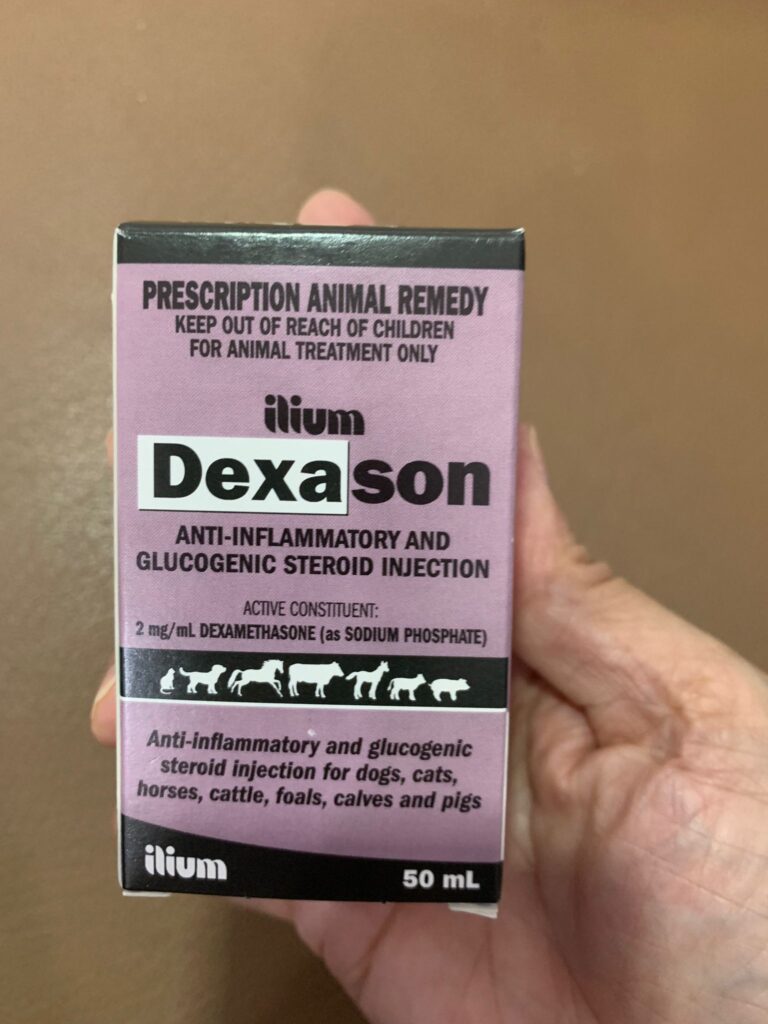 PRESCRIPTION ANIMAL REMEDY
KEEP OUT OF REACH OF CHILDREN
FOR ANIMAL TREATMENT ONLY
ilium
Dexason
ANTI-INFLAMMATORY AND
GLUCOGENIC STEROID INJECTION
ACTIVE CONSTITUENT:
2 mg/mL DEXAMETHASONE (as SODIUM PHOSPHATE)
Anti-inflammatory and glucogenic
steroid injection for dogs, cats,
horses, cattle, foals, calves and pigs
ilium
50 mL